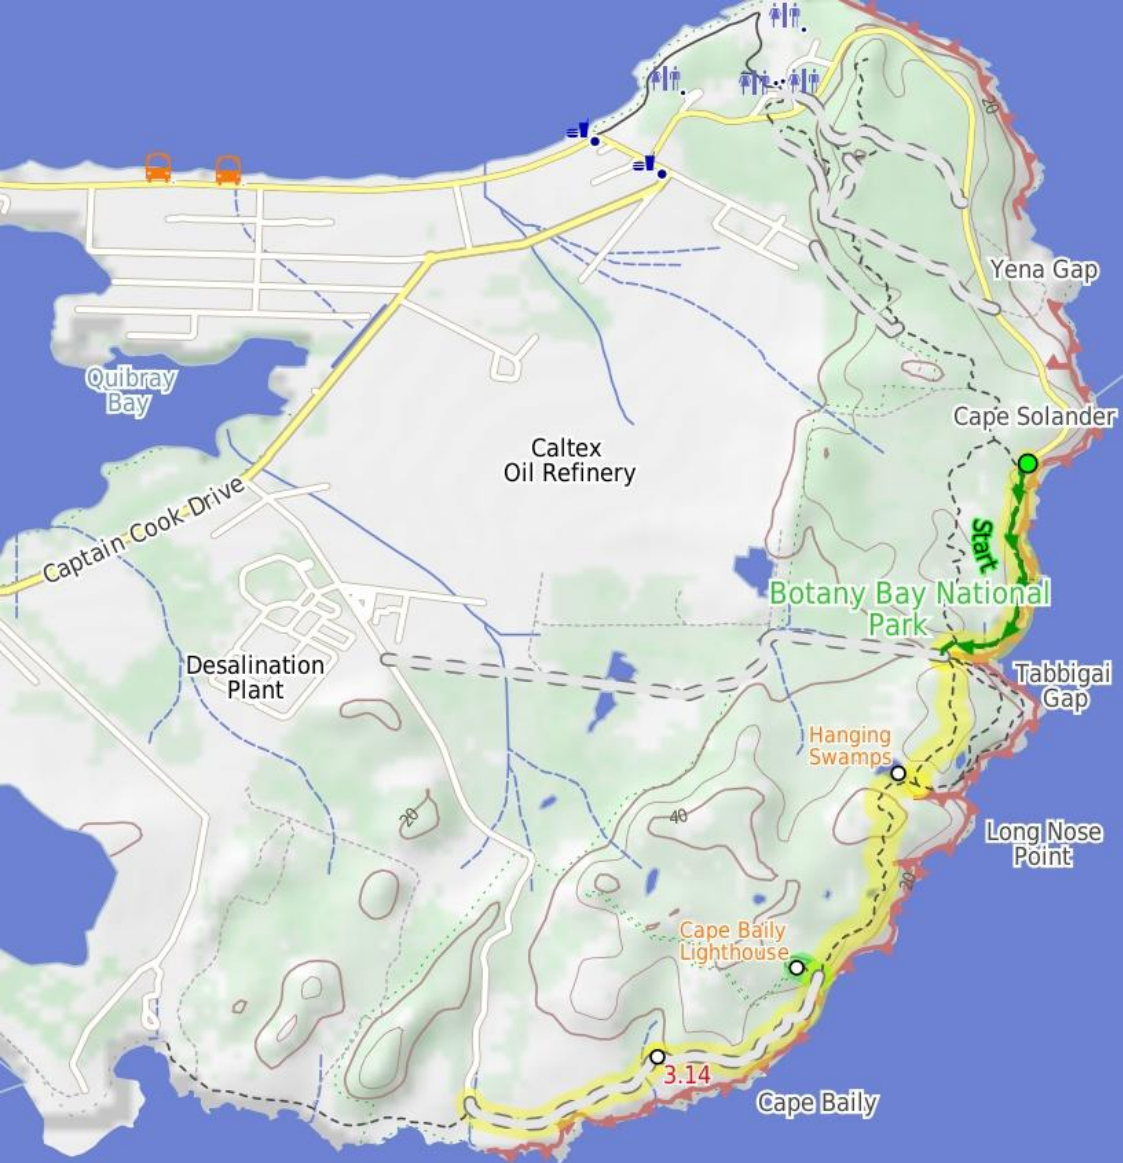 20
Yena Gap
Quibray
Bay
Cape Solander
Caltex
Oil Refinery
Captain Cook Drive
Start
Botany Bay National
Park
Desalination
Plant
Tabbigai
Gap
Hanging
Swamps
20
40
Long Nose
Point
20
Cape Baily
Lighthouse
3.14
Cape Baily